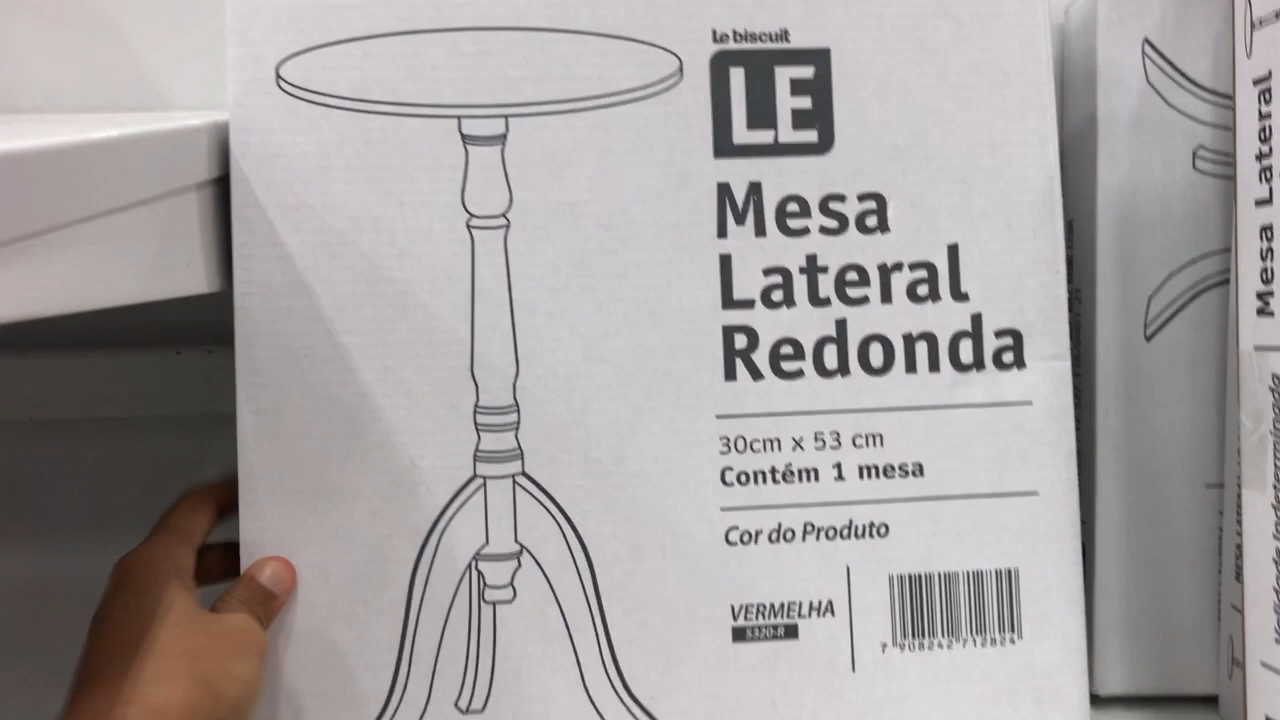 Le biscuit
LE
Mesa
Lateral
Redonda
30cm x 53 cm
Contém 1 mesa
Cor do Produto
VERMELHA
8320-R
7 908242 712824
Mesa Lateral